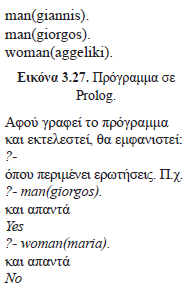 man(giannis).
man(giorgos).
woman(aggeliki).
Εικόνα 3.27. Πρόγραμμα σε
Prolog.
Αφού γραφεί το πρόγραμμα
και εκτελεστεί, θα εμφανιστεί:
?-
όπου περιμένει ερωτήσεις. Π.χ.
?- man(giorgos).
και απαντά
Yes
?- woman(maria).
και απαντά
No